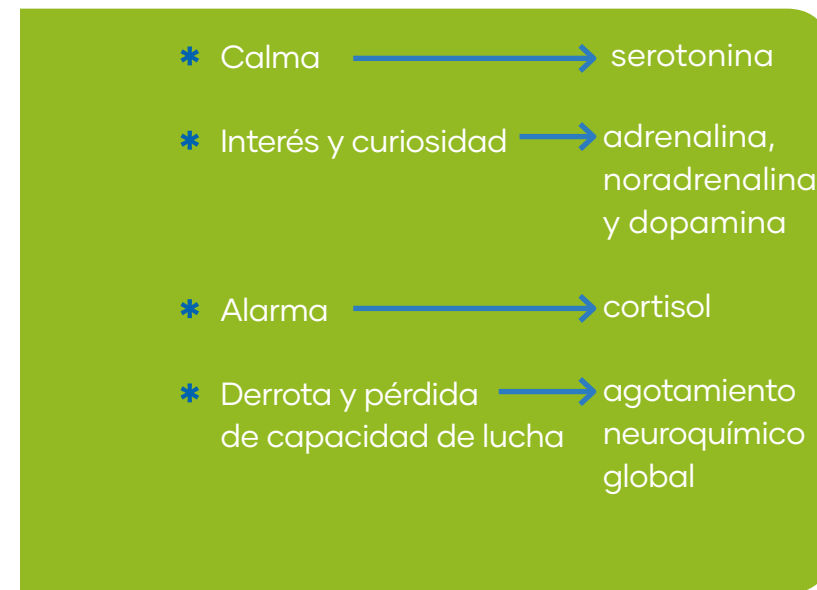 * Calma → serotonina
* Interés y curiosidad → adrenalina,
noradrenalina
y dopamina
* Alarma → cortisol
* Derrota y pérdida → agotamiento
de capacidad de lucha neuroquímico
global